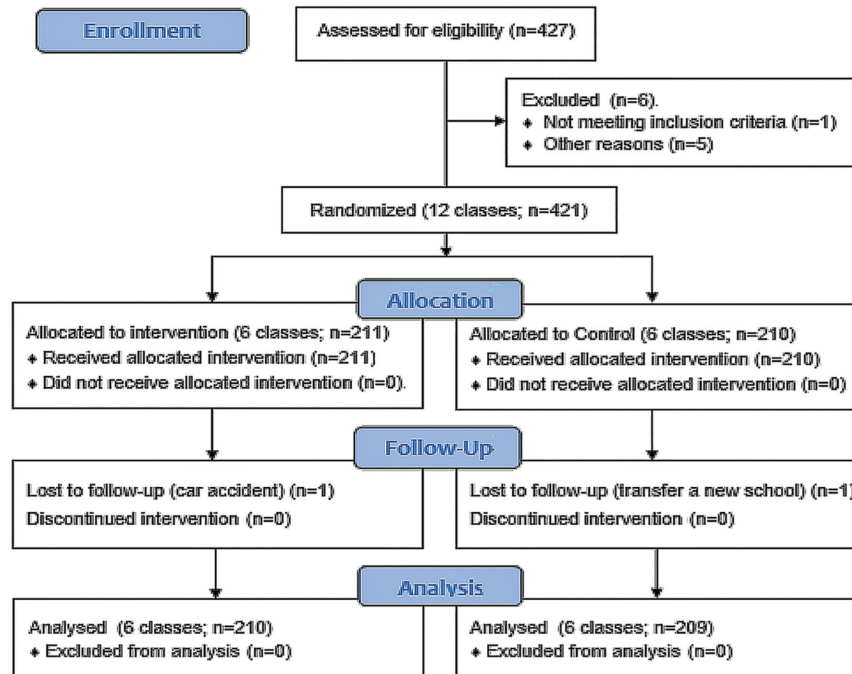 Enrollment
Assessed for eligibility (n=427)
Excluded (n=6).
♦ Not meeting inclusion criteria (n=1)
♦ Other reasons (n=5)
Randomized (12 classes; n=421)
Allocation
Allocated to intervention (6 classes; n=211)
♦ Received allocated intervention (n=211)
♦ Did not receive allocated intervention (n=0).
Allocated to Control (6 classes; n=210)
♦ Received allocated intervention (n=210)
♦ Did not receive allocated intervention (n=0)
Follow-Up
Lost to follow-up (car accident) (n=1)
Discontinued intervention (n=0)
Lost to follow-up (transfer a new school) (n=1)
Discontinued intervention (n=0)
Analysis
Analysed (6 classes; n=210)
♦ Excluded from analysis (n=0)
Analysed (6 classes; n=209)
♦ Excluded from analysis (n=0)